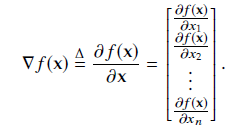 ∇f(x) ≜ ∂f(x)/∂x = [∂f(x)/∂x₁
∂f(x)/∂x₂
⋮
∂f(x)/∂xₙ].